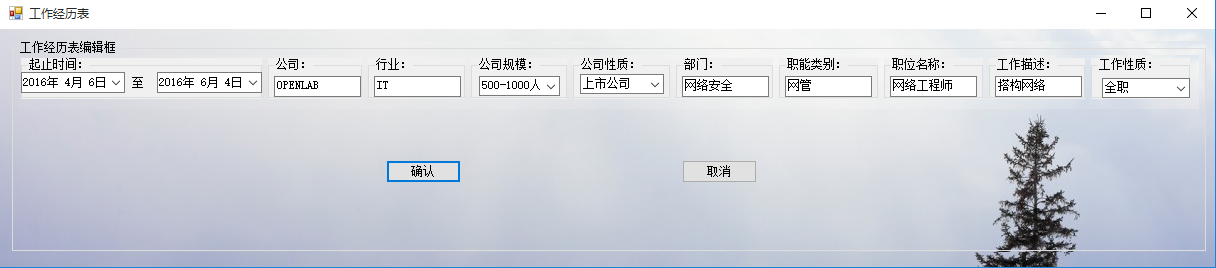 工作经历表
工作经历表编辑框
起止时间: 公司: 行业: 公司规模: 公司性质: 部门: 职能类别: 职位名称: 工作描述: 工作性质:
2016年 4月 6日 至 2016年 6月 4日 OPENLAB IT 500-1000人 上市公司 网络安全 网管 网络工程师 搭构网络 全职
确认 取消